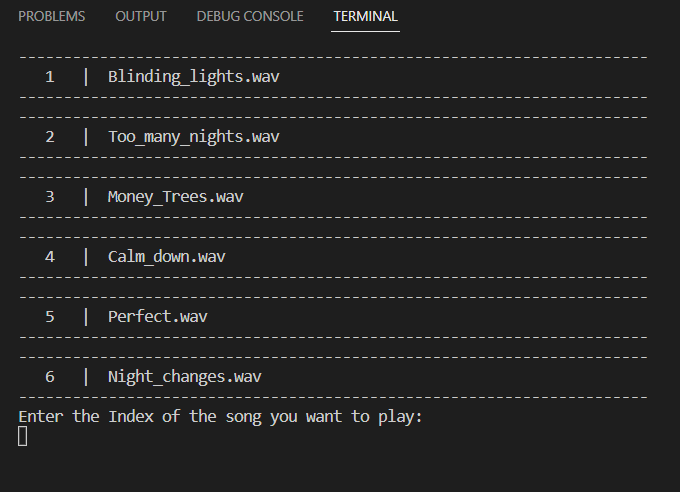 PROBLEMS OUTPUT DEBUG CONSOLE TERMINAL
----------------------------------------------------------------------
1 | Blinding_lights.wav
----------------------------------------------------------------------
----------------------------------------------------------------------
2 | Too_many_nights.wav
----------------------------------------------------------------------
----------------------------------------------------------------------
3 | Money_Trees.wav
----------------------------------------------------------------------
----------------------------------------------------------------------
4 | Calm_down.wav
----------------------------------------------------------------------
----------------------------------------------------------------------
5 | Perfect.wav
----------------------------------------------------------------------
----------------------------------------------------------------------
6 | Night_changes.wav
----------------------------------------------------------------------
Enter the Index of the song you want to play: